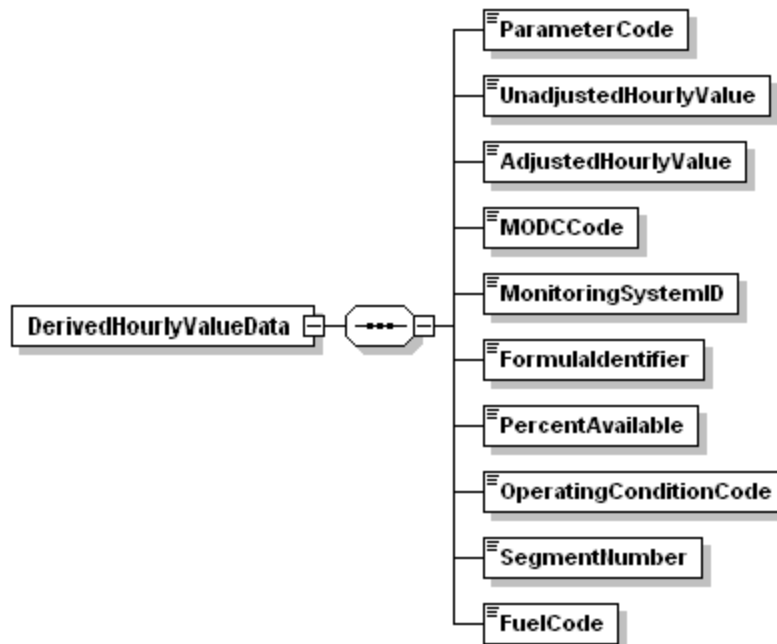 ParameterCode
UnadjustedHourlyValue
AdjustedHourlyValue
MODCCode
MonitoringSystemID
DerivedHourlyValueData
FormulaIdentifier
PercentAvailable
OperatingConditionCode
SegmentNumber
FuelCode